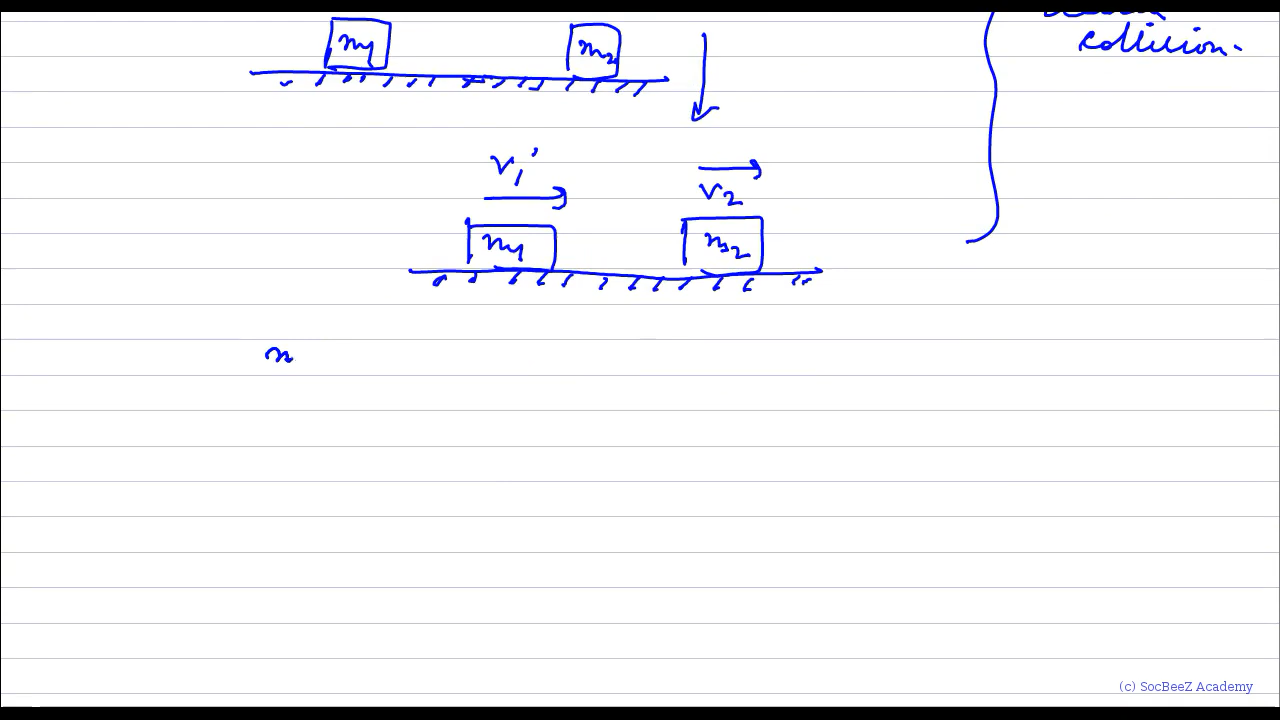 m1 m2
collision.
v1' v2
m1 m2
m
(c) SocBeeZ Academy